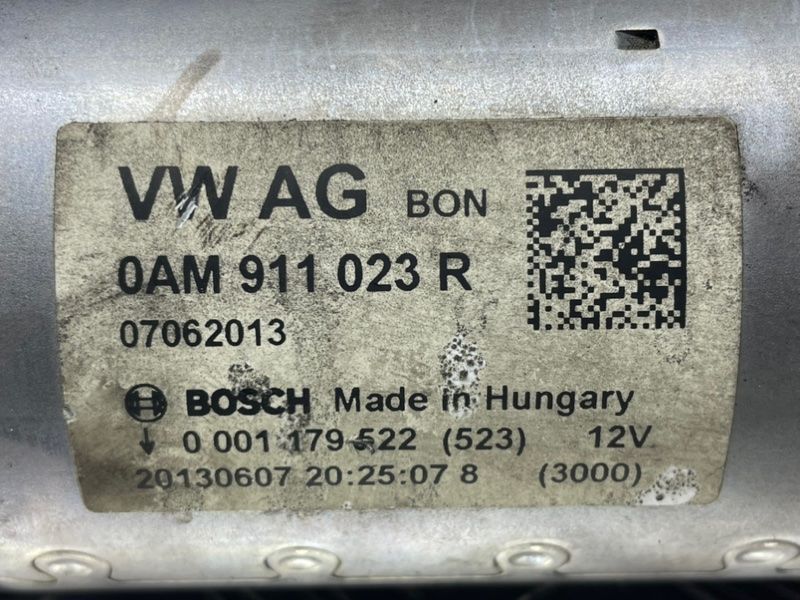 VW AG BON
0AM 911 023 R
07062013
BOSCH Made in Hungary
↓ 0 001 179 522 (523) 12V
20130607 20:25:07 8 (3000)